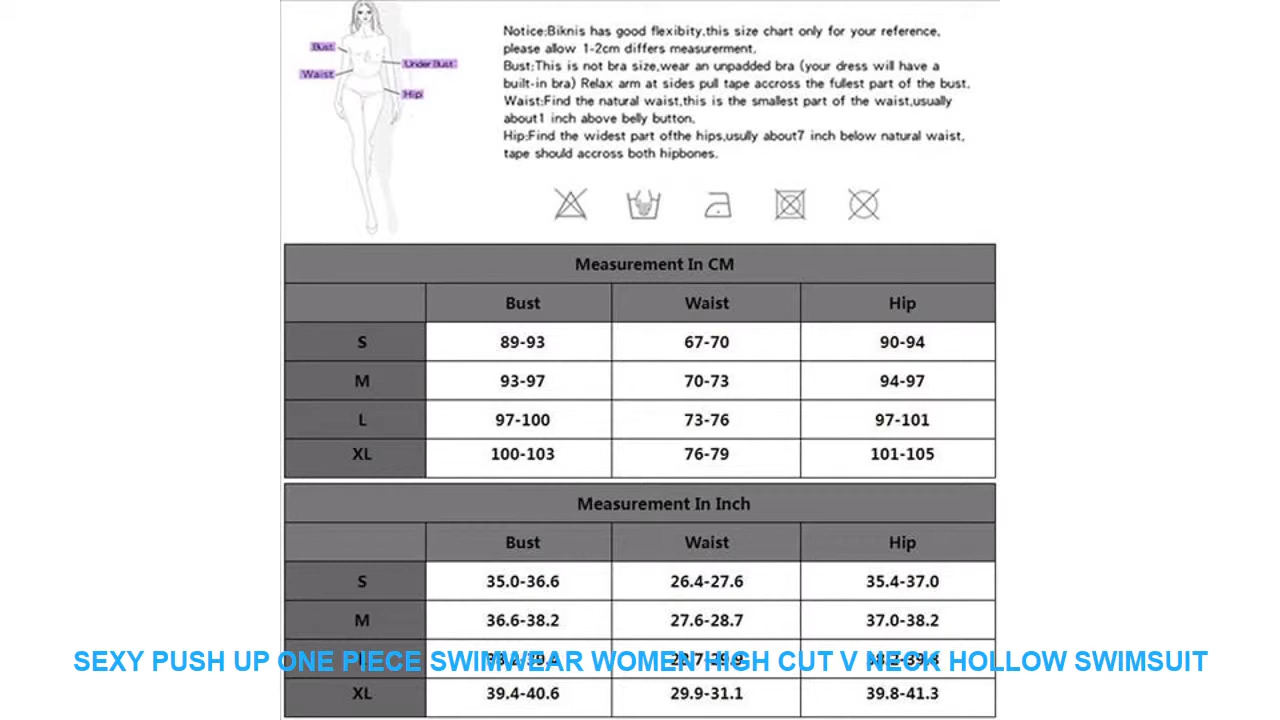 Bust
Waist
Under Bust
Hip
Notice:Biknis has good flexibity,this size chart only for your reference,
please allow 1-2cm differs measurerment.
Bust:This is not bra size,wear an unpadded bra (your dress will have a
built-in bra) Relax arm at sides pull tape accross the fullest part of the bust.
Waist:Find the natural waist,this is the smallest part of the waist,usually
about1 inch above belly button.
Hip:Find the widest part ofthe hips,usully about7 inch below natural waist,
tape should accross both hipbones.
Measurement In CM
Bust Waist Hip
S 89-93 67-70 90-94
M 93-97 70-73 94-97
L 97-100 73-76 97-101
XL 100-103 76-79 101-105
Measurement In Inch
Bust Waist Hip
S 35.0-36.6 26.4-27.6 35.4-37.0
M 36.6-38.2 27.6-28.7 37.0-38.2
SEXY PUSH UP ONE PIECE SWIMWEAR WOMEN HIGH CUT V NECK HOLLOW SWIMSUIT
XL 39.4-40.6 29.9-31.1 39.8-41.3